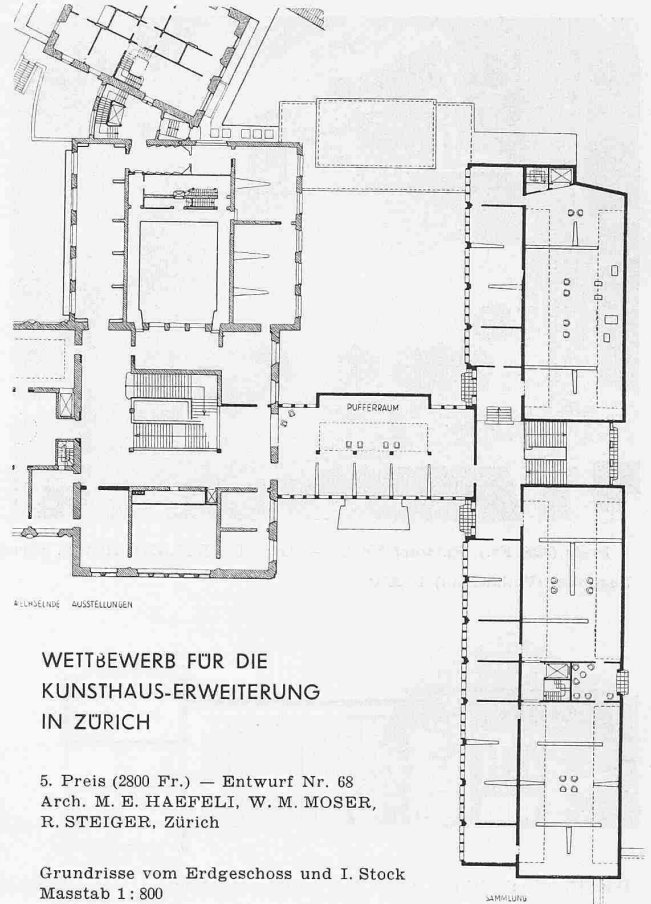 PUFFERRAUM
WECHSELNDE AUSSTELLUNGEN
WETTBEWERB FÜR DIE
KUNSTHAUS-ERWEITERUNG
IN ZÜRICH
5. Preis (2800 Fr.) — Entwurf Nr. 68
Arch. M. E. HAEFELI, W. M. MOSER,
R. STEIGER, Zürich
Grundrisse vom Erdgeschoss und I. Stock
Masstab 1 : 800
SAMMLUNG